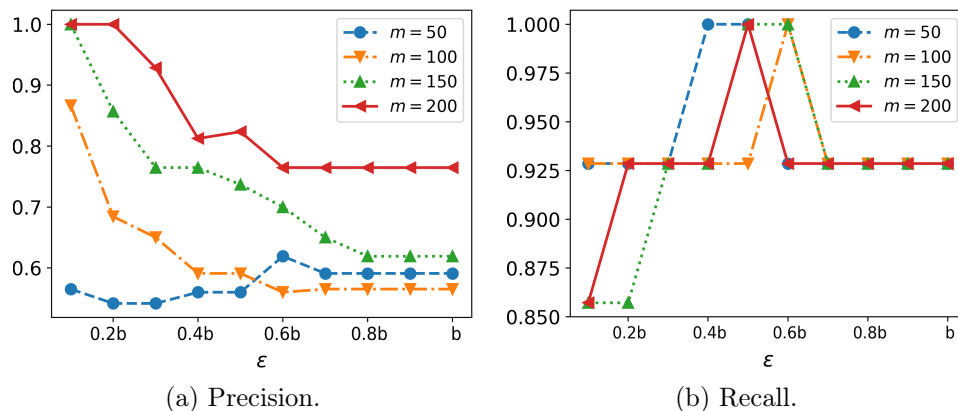 1.0
0.9
0.8
0.7
0.6
0.2b 0.4b 0.6b 0.8b b
ε
m = 50
m = 100
m = 150
m = 200
(a) Precision.
1.000
0.975
0.950
0.925
0.900
0.875
0.850
0.2b 0.4b 0.6b 0.8b b
ε
m = 50
m = 100
m = 150
m = 200
(b) Recall.